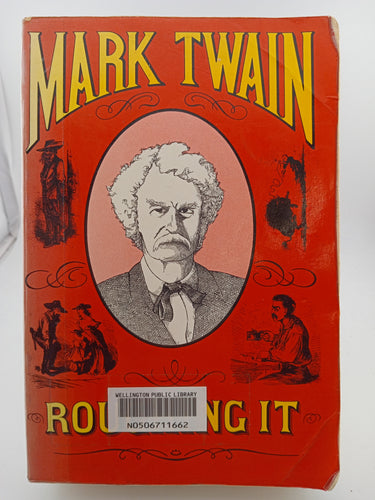 MARK TWAIN
WELLINGTON PUBLIC LIBRARY
N0506711662
ROU ING IT